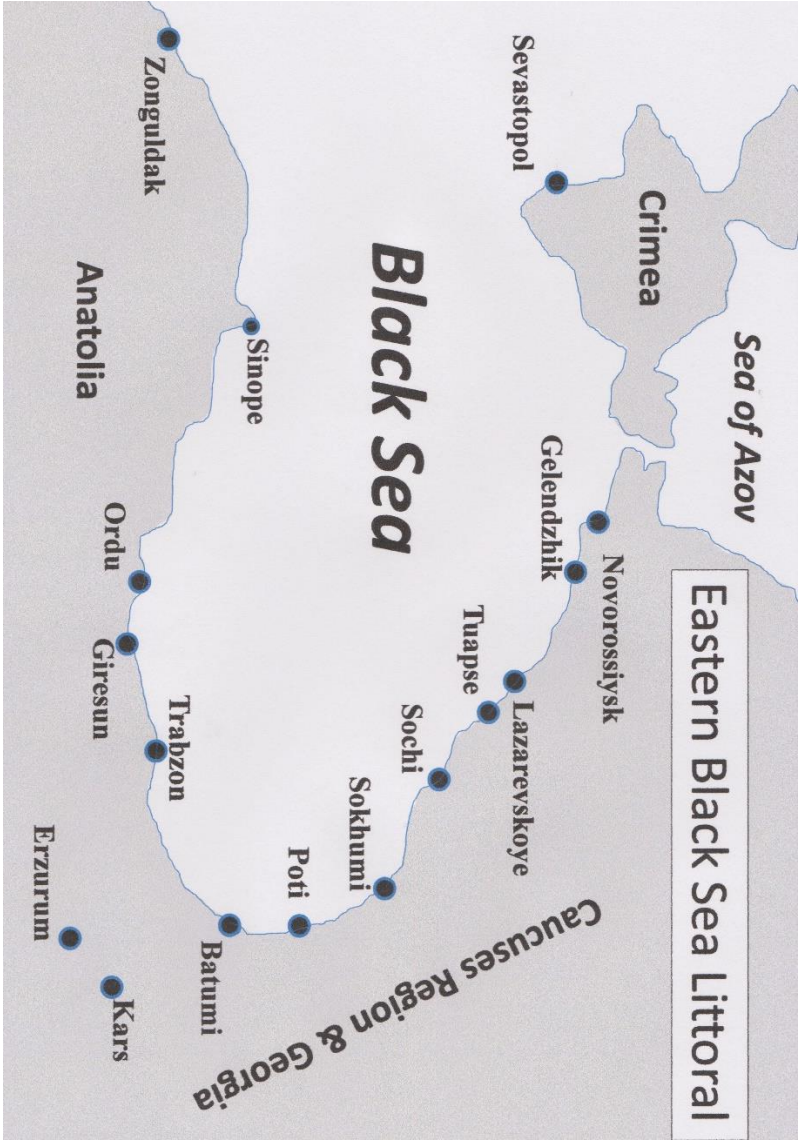 Eastern Black Sea Littoral
Sea of Azov
Crimea
Sevastopol
Novorossiysk
Gelendzhik
Lazarevskoye
Tuapse
Sochi
Sokhumi
Caucuses Region & Georgia
Black Sea
Poti
Batumi
Sinope
Zonguldak
Trabzon
Ordu
Giresun
Kars
Erzurum
Anatolia